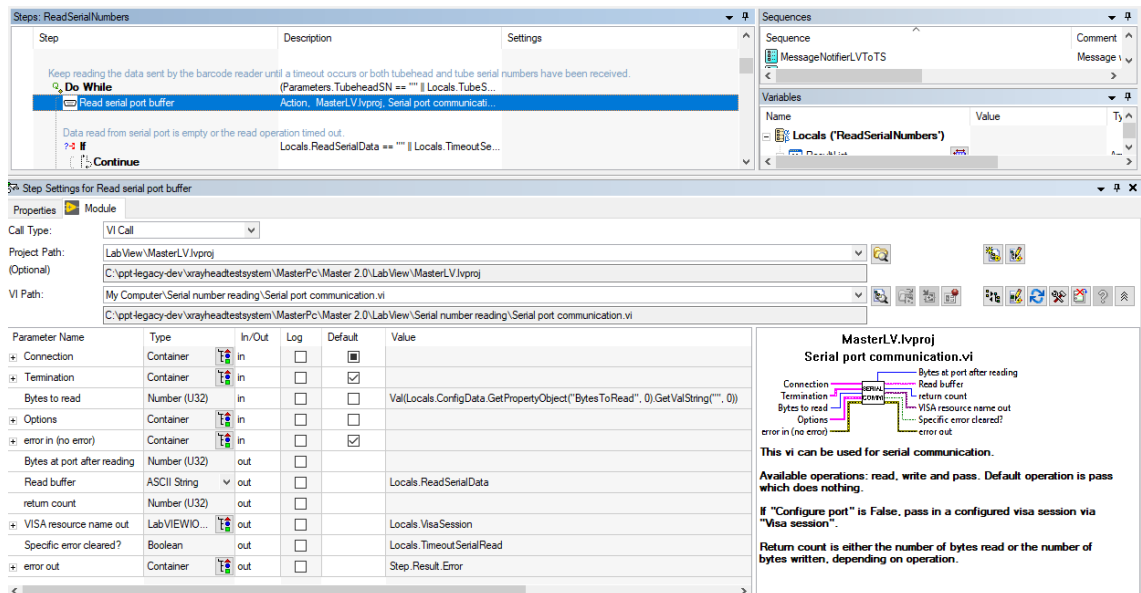 Steps: ReadSerialNumbers
Step Description Settings
Keep reading the data sent by the barcode reader until a timeout occurs or both tubehead and tube serial numbers have been received.
Do While (Parameters.TubeheadSN == "" || Locals.TubeS...
Read serial port buffer Action, MasterLV.lvproj, Serial port communicati...
Data read from serial port is empty or the read operation timed out.
If Locals.ReadSerialData == "" || Locals.TimeoutSe...
Continue
Sequences
Sequence Comment
MessageNotifierLVToTS Message
Variables
Name Value
Locals ('ReadSerialNumbers')
Step Settings for Read serial port buffer
Properties Module
Call Type: VI Call
Project Path: LabView\MasterLV.lvproj
(Optional) C:\ppt-legacy-dev\xrayheadtestsystem\MasterPc\Master 2.0\LabView\MasterLV.lvproj
VI Path: My Computer\Serial number reading\Serial port communication.vi
C:\ppt-legacy-dev\xrayheadtestsystem\MasterPc\Master 2.0\LabView\Serial number reading\Serial port communication.vi
Parameter Name Type In/Out Log Default Value
Connection Container in
Termination Container in
Bytes to read Number (U32) in Val(Locals.ConfigData.GetPropertyObject("BytesToRead", 0).GetValString("", 0))
Options Container in
error in (no error) Container in
Bytes at port after reading Number (U32) out
Read buffer ASCII String out Locals.ReadSerialData
return count Number (U32) out
VISA resource name out LabVIEWIO... out Locals.VisaSession
Specific error cleared? Boolean out Locals.TimeoutSerialRead
error out Container out Step.Result.Error
MasterLV.lvproj
Serial port communication.vi
Bytes at port after reading
Connection Read buffer
Termination return count
Bytes to read VISA resource name out
Options Specific error cleared?
error in (no error) error out
SERIAL
COMM
This vi can be used for serial communication.
Available operations: read, write and pass. Default operation is pass
which does nothing.
If "Configure port" is False, pass in a configured visa session via
"Visa session".
Return count is either the number of bytes read or the number of
bytes written, depending on operation.